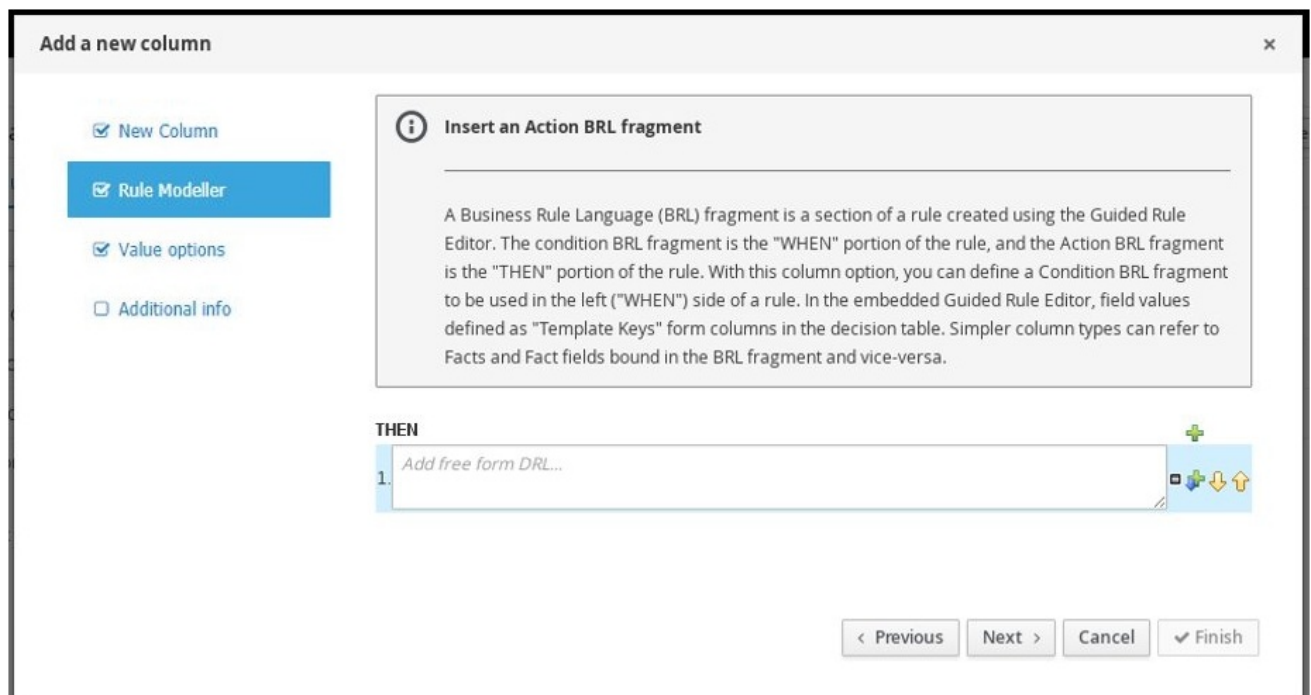 Add a new column
×
New Column
Rule Modeller
Value options
Additional info
Insert an Action BRL fragment
A Business Rule Language (BRL) fragment is a section of a rule created using the Guided Rule
Editor. The condition BRL fragment is the "WHEN" portion of the rule, and the Action BRL fragment
is the "THEN" portion of the rule. With this column option, you can define a Condition BRL fragment
to be used in the left ("WHEN") side of a rule. In the embedded Guided Rule Editor, field values
defined as "Template Keys" form columns in the decision table. Simpler column types can refer to
Facts and Fact fields bound in the BRL fragment and vice-versa.
THEN
1. Add free form DRL...
< Previous Next > Cancel Finish